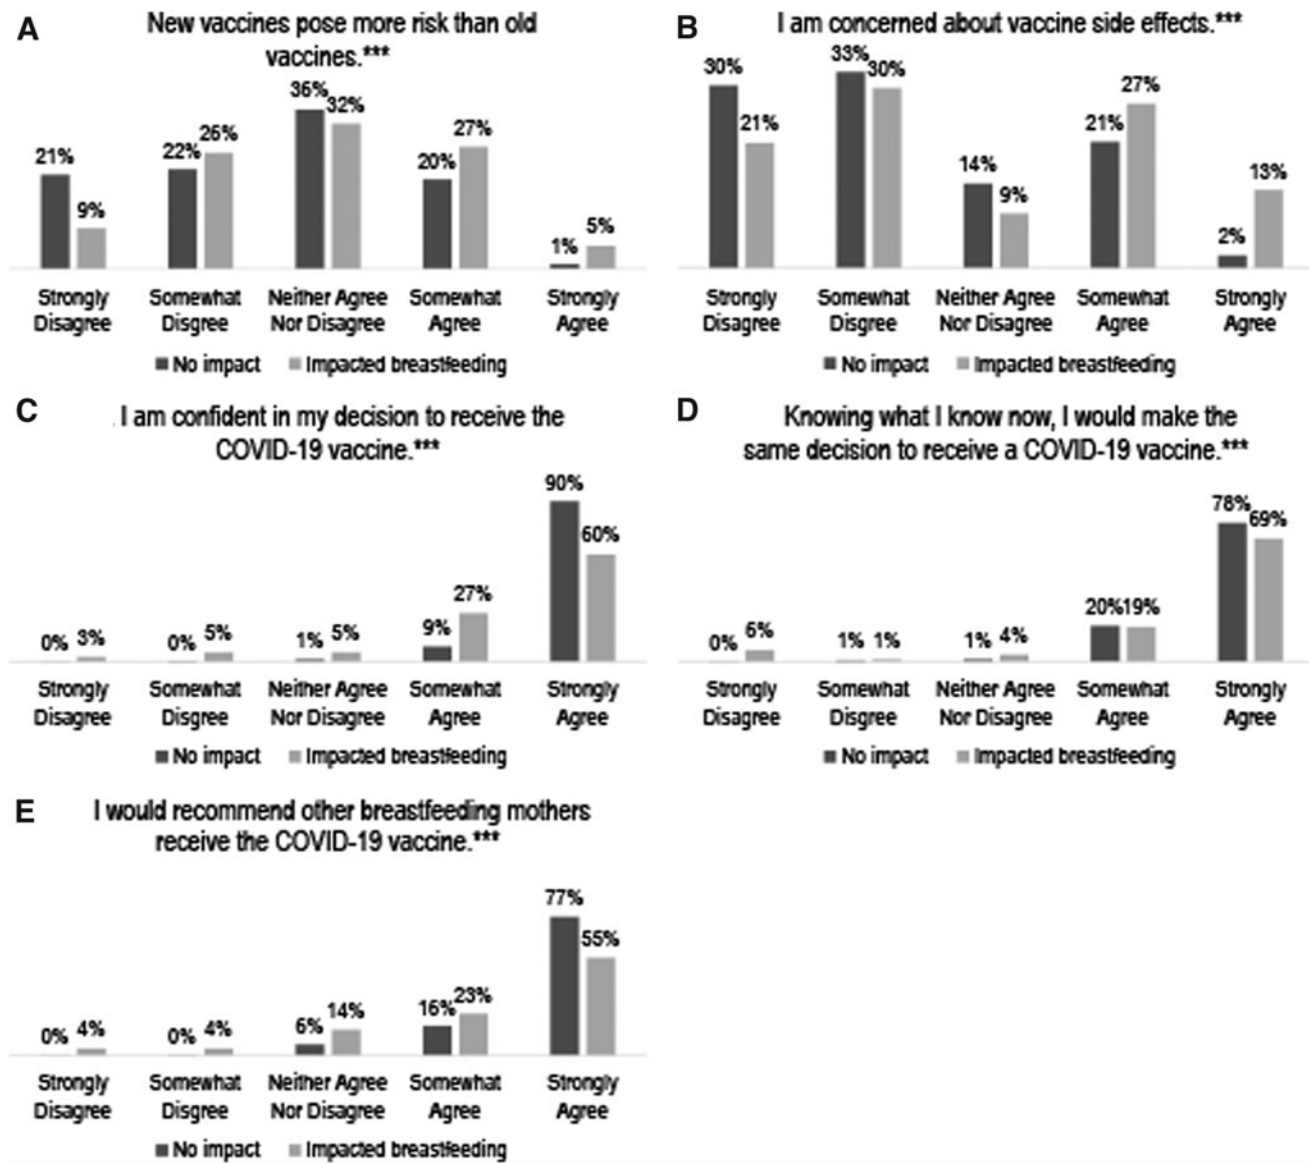 A
New vaccines pose more risk than old
vaccines.***
21%
9%
22%
26%
36%
32%
20%
27%
1%
5%
Strongly Disagree
Somewhat Disgree
Neither Agree Nor Disagree
Somewhat Agree
Strongly Agree
No impact
Impacted breastfeeding
B
I am concerned about vaccine side effects.***
30%
21%
33%
30%
14%
9%
21%
27%
2%
13%
Strongly Disagree
Somewhat Disgree
Neither Agree Nor Disagree
Somewhat Agree
Strongly Agree
No impact
Impacted breastfeeding
C
I am confident in my decision to receive the
COVID-19 vaccine.***
0%
3%
0%
5%
1%
5%
9%
27%
90%
60%
Strongly Disagree
Somewhat Disgree
Neither Agree Nor Disagree
Somewhat Agree
Strongly Agree
No impact
Impacted breastfeeding
D
Knowing what I know now, I would make the
same decision to receive a COVID-19 vaccine.***
0%
6%
1%
1%
1%
4%
20%
19%
78%
69%
Strongly Disagree
Somewhat Disgree
Neither Agree Nor Disagree
Somewhat Agree
Strongly Agree
No impact
Impacted breastfeeding
E
I would recommend other breastfeeding mothers
receive the COVID-19 vaccine.***
0%
4%
0%
4%
6%
14%
16%
23%
77%
55%
Strongly Disagree
Somewhat Disgree
Neither Agree Nor Disagree
Somewhat Agree
Strongly Agree
No impact
Impacted breastfeeding